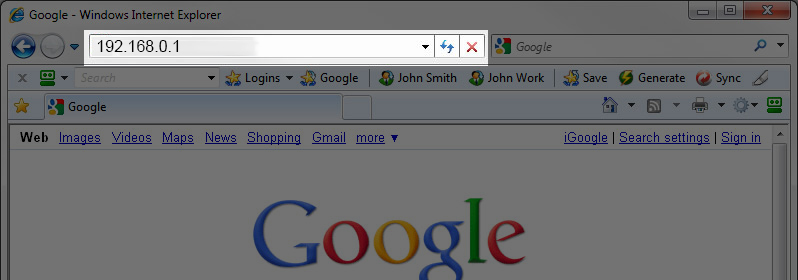 Google - Windows Internet Explorer
192.168.0.1
Google
Search Logins Google John Smith John Work Save Generate Sync
Google
Web Images Videos Maps News Shopping Gmail more ▼ iGoogle | Search settings | Sign in
Google